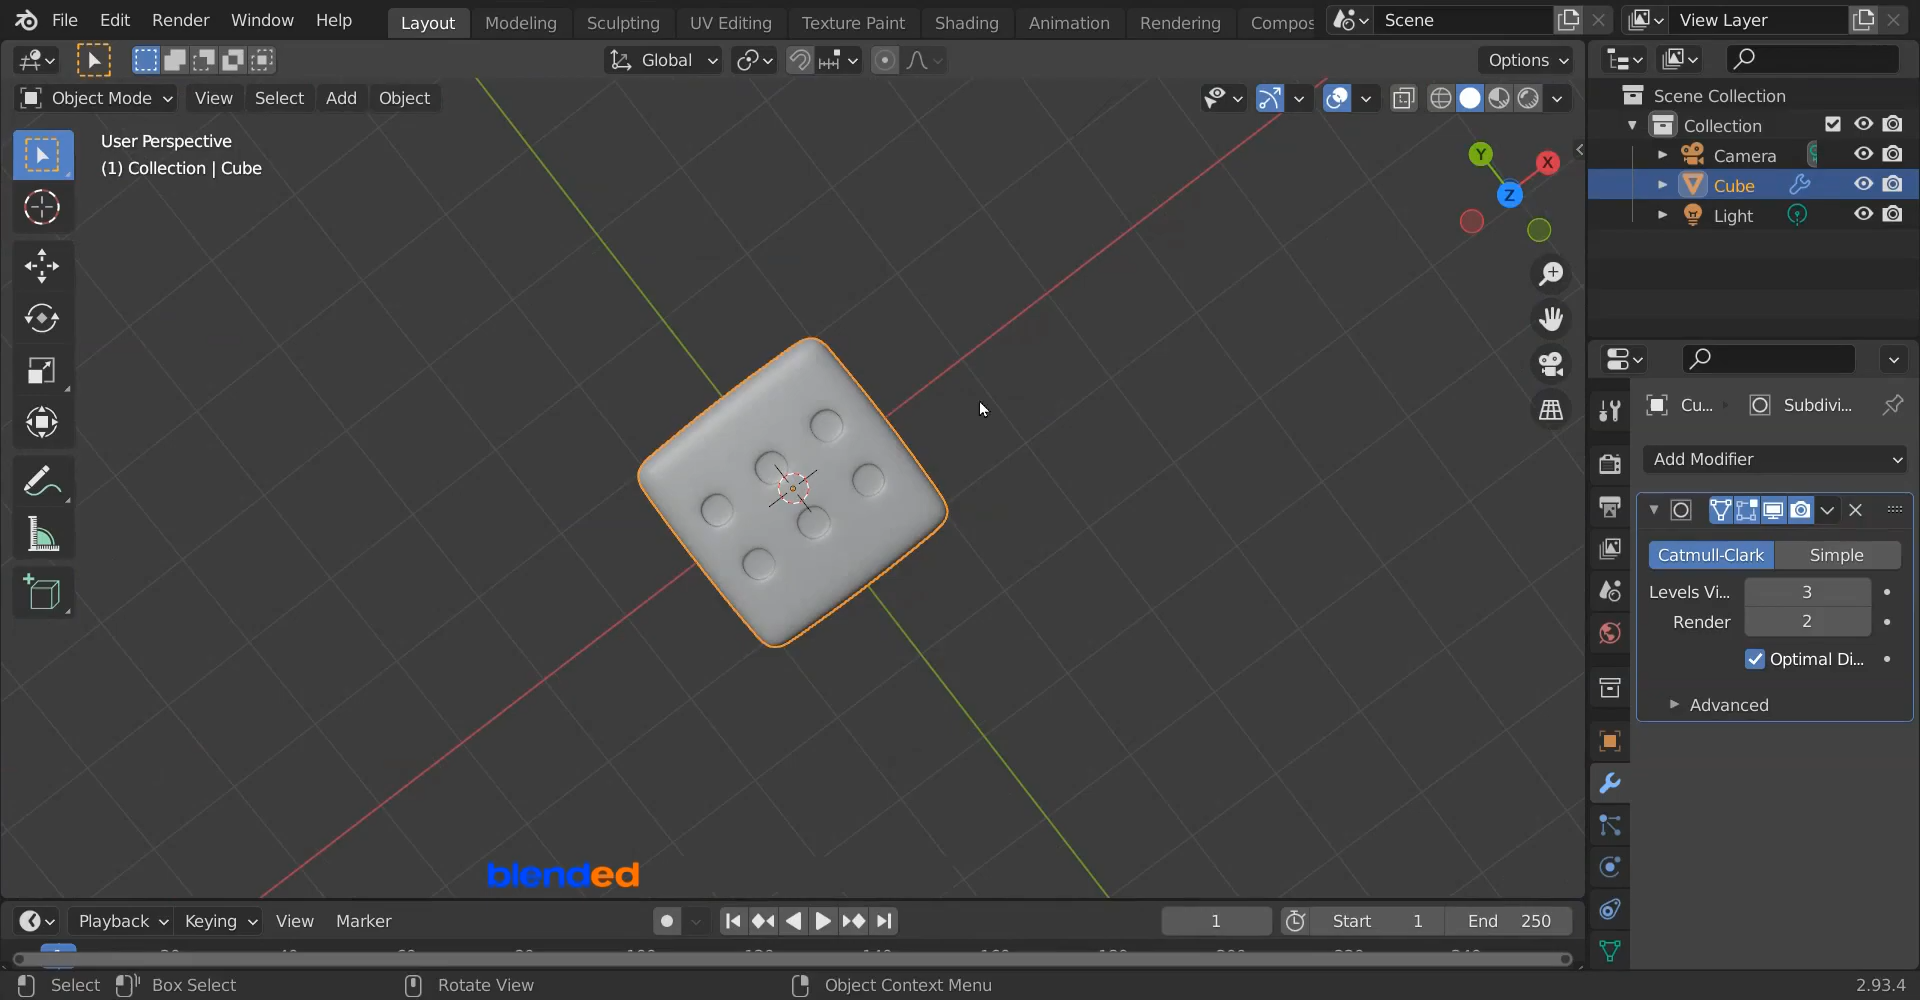 File Edit Render Window Help Layout Modeling Sculpting UV Editing Texture Paint Shading Animation Rendering Compos Scene View Layer
Global Options
Object Mode View Select Add Object
User Perspective
(1) Collection | Cube
Y X Z
Scene Collection
Collection
Camera
Cube
Light
Cu... Subdivi...
Add Modifier
Catmull-Clark Simple
Levels Vi... 3
Render 2
Optimal Di...
Advanced
blended
Playback Keying View Marker 1 Start 1 End 250
Select Box Select Rotate View Object Context Menu 2.93.4